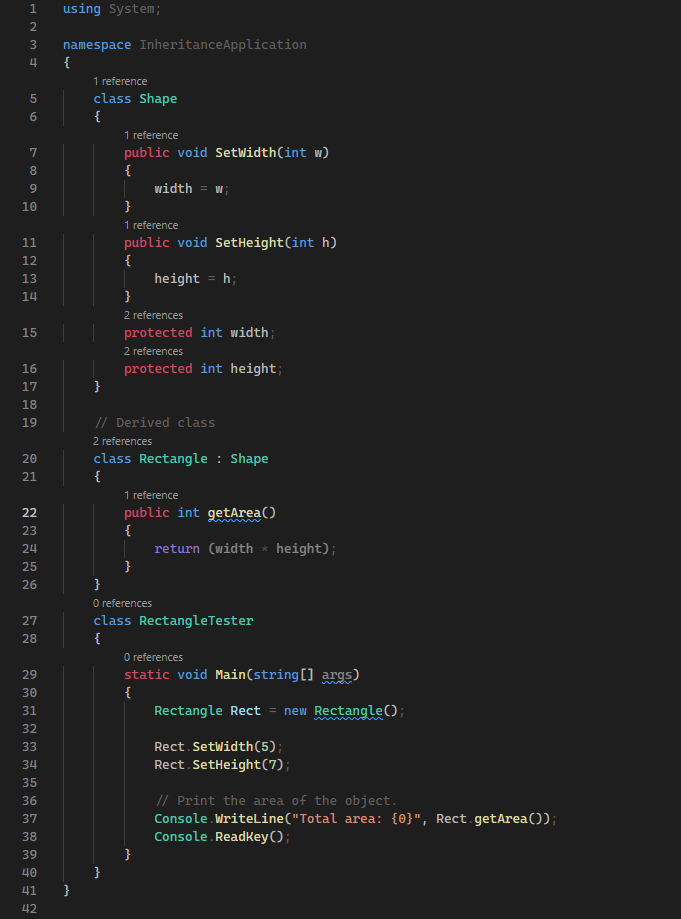 1 using System;
2
3 namespace InheritanceApplication
4 {
1 reference
5 class Shape
6 {
1 reference
7 public void SetWidth(int w)
8 {
9 width = w;
10 }
1 reference
11 public void SetHeight(int h)
12 {
13 height = h;
14 }
2 references
15 protected int width;
2 references
16 protected int height;
17 }
18
19 // Derived class
2 references
20 class Rectangle : Shape
21 {
1 reference
22 public int getArea()
23 {
24 return (width * height);
25 }
26 }
0 references
27 class RectangleTester
28 {
0 references
29 static void Main(string[] args)
30 {
31 Rectangle Rect = new Rectangle();
32
33 Rect.SetWidth(5);
34 Rect.SetHeight(7);
35
36 // Print the area of the object.
37 Console.WriteLine("Total area: {0}", Rect.getArea());
38 Console.ReadKey();
39 }
40 }
41 }
42